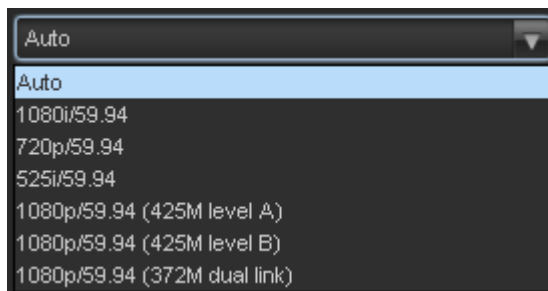 Auto
Auto
1080i/59.94
720p/59.94
525i/59.94
1080p/59.94 (425M level A)
1080p/59.94 (425M level B)
1080p/59.94 (372M dual link)